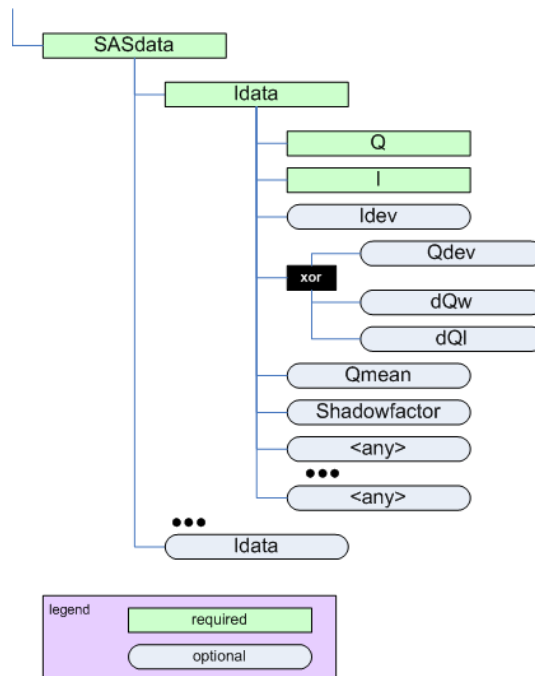 SASdata
Idata
Q
I
Idev
Qdev
xor
dQw
dQl
Qmean
Shadowfactor
<any>
•••
<any>
•••
Idata
legend
required
optional